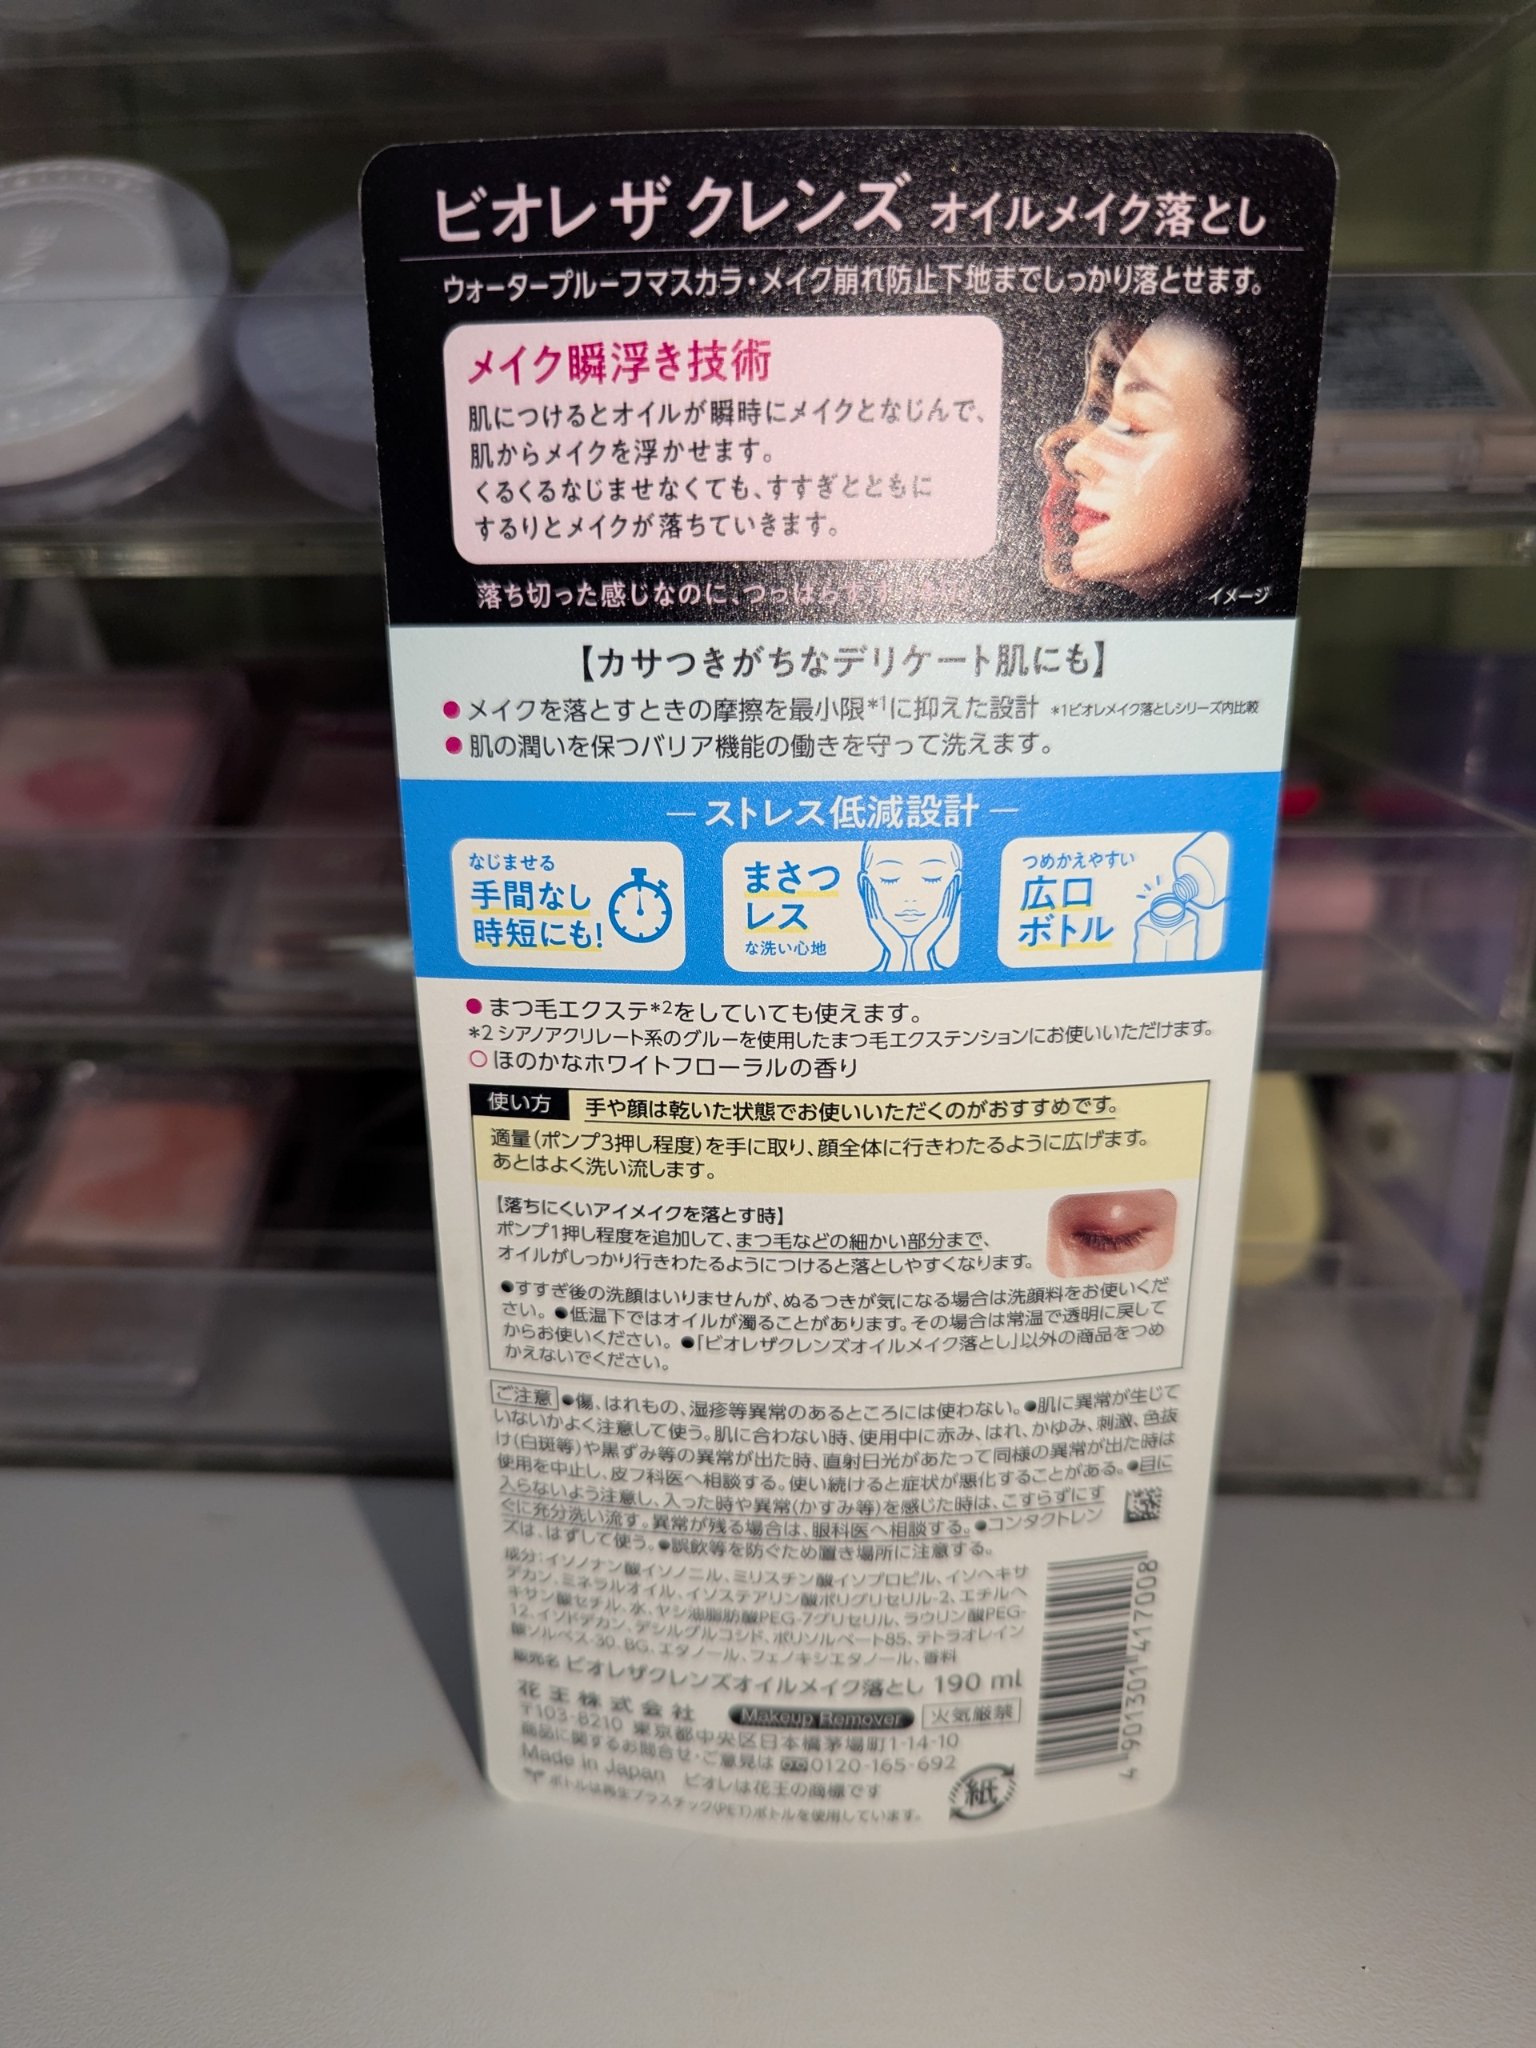 ビオレ ザ クレンズ オイルメイク落とし
ウォータープルーフマスカラ・メイク崩れ防止下地までしっかり落とせます。
メイク瞬浮き技術
肌につけるとオイルが瞬時にメイクとなじんで、
肌からメイクを浮かせます。
くるくるなじませなくても、すすぎとともに
するりとメイクが落ちていきます。
落ち切った感じなのに、つっぱらず
イメージ
【カサつきがちなデリケート肌にも】
●メイクを落とすときの摩擦を最小限*1に抑えた設計 *1ビオレメイク落としシリーズ内比較
●肌の潤いを保つバリア機能の働きを守って洗えます。
ストレス低減設計
なじませる
手間なし
時短にも!
まさつ
レス
な洗い心地
つめかえやすい
広口
ボトル
●まつ毛エクステ*2をしていても使えます。
*2 シアノアクリレート系のグルーを使用したまつ毛エクステンションにお使いいただけます。
○ほのかなホワイトフローラルの香り
使い方 手や顔は乾いた状態でお使いいただくのがおすすめです。
適量(ポンプ3押し程度)を手に取り、顔全体に行きわたるように広げます。
あとはよく洗い流します。
【落ちにくいアイメイクを落とす時】
ポンプ1押し程度を追加して、まつ毛などの細かい部分まで、
オイルがしっかり行きわたるようにつけると落としやすくなります。
●すすぎ後の洗顔はいりませんが、ぬるつきが気になる場合は洗顔料をお使いくだ
さい。●低温下ではオイルが濁ることがあります。その場合は常温で透明に戻して
からお使いください。●「ビオレザクレンズオイルメイク落とし」以外の商品をつめ
かえないでください。
ご注意 ●傷、はれもの、湿疹等異常のあるところには使わない。●肌に異常が生じて
いないかよく注意して使う。肌に合わない時、使用中に赤み、はれ、かゆみ、刺激、色抜
け(白斑等)や黒ずみ等の異常が出た時、直射日光があたって同様の異常が出た時は
使用を中止し、皮フ科医へ相談する。使い続けると症状が悪化することがある。●目に
入らないよう注意し、入った時や異常(かすみ等)を感じた時は、こすらずにす
ぐに充分洗い流す。異常が残る場合は、眼科医へ相談する。●コンタクトレン
ズは、はずして使う。●誤飲等を防ぐため置き場所に注意する。
成分:イソノナン酸イソノニル、ミリスチン酸イソプロピル、イソヘキサ
デカン、ミネラルオイル、イソステアリン酸ポリグリセリル-2、エチルヘ
キサン酸セチル、水、ヤシ油脂肪酸PEG-7グリセリル、ラウリン酸PEG-
12、イソドデカン、デシルグルコシド、ポリソルベート85、テトラオレイン
酸ソルベス-30、BG、エタノール、フェノキシエタノール、香料
販売名 ビオレザクレンズオイルメイク落とし 190 ml
花王株式会社 Makeup Remover 火気厳禁
〒103-8210 東京都中央区日本橋茅場町1-14-10
商品に関するお問合せ・ご意見は 0120-165-692
Made in Japan ビオレは花王の商標です
ボトルは再生プラスチック(PET)ボトルを使用しています。
紙
4 901301 417008